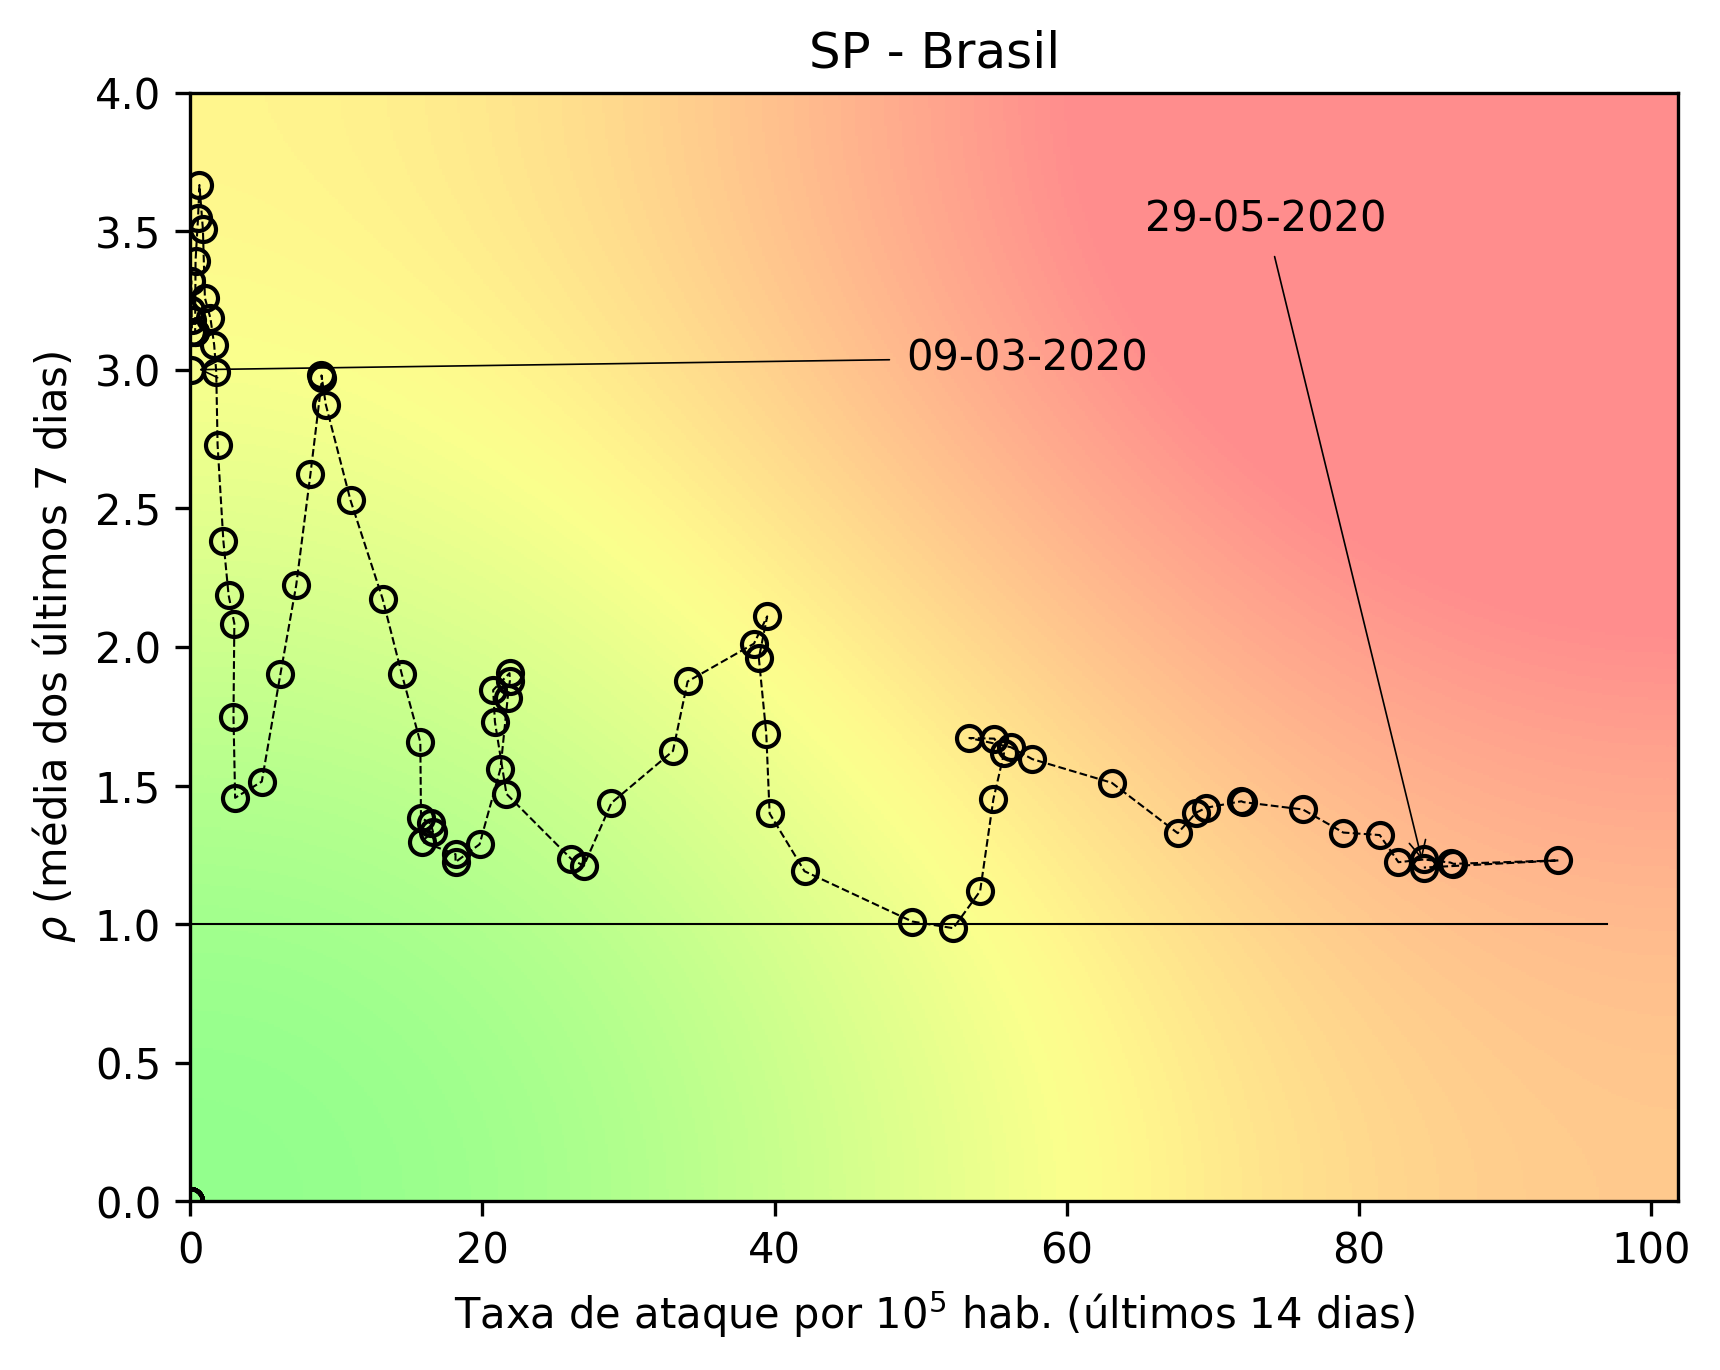 SP - Brasil
4.0
3.5
3.0
2.5
2.0
1.5
1.0
0.5
0.0
ρ (média dos últimos 7 dias)
29-05-2020
09-03-2020
0 20 40 60 80 100
Taxa de ataque por 10⁵ hab. (últimos 14 dias)